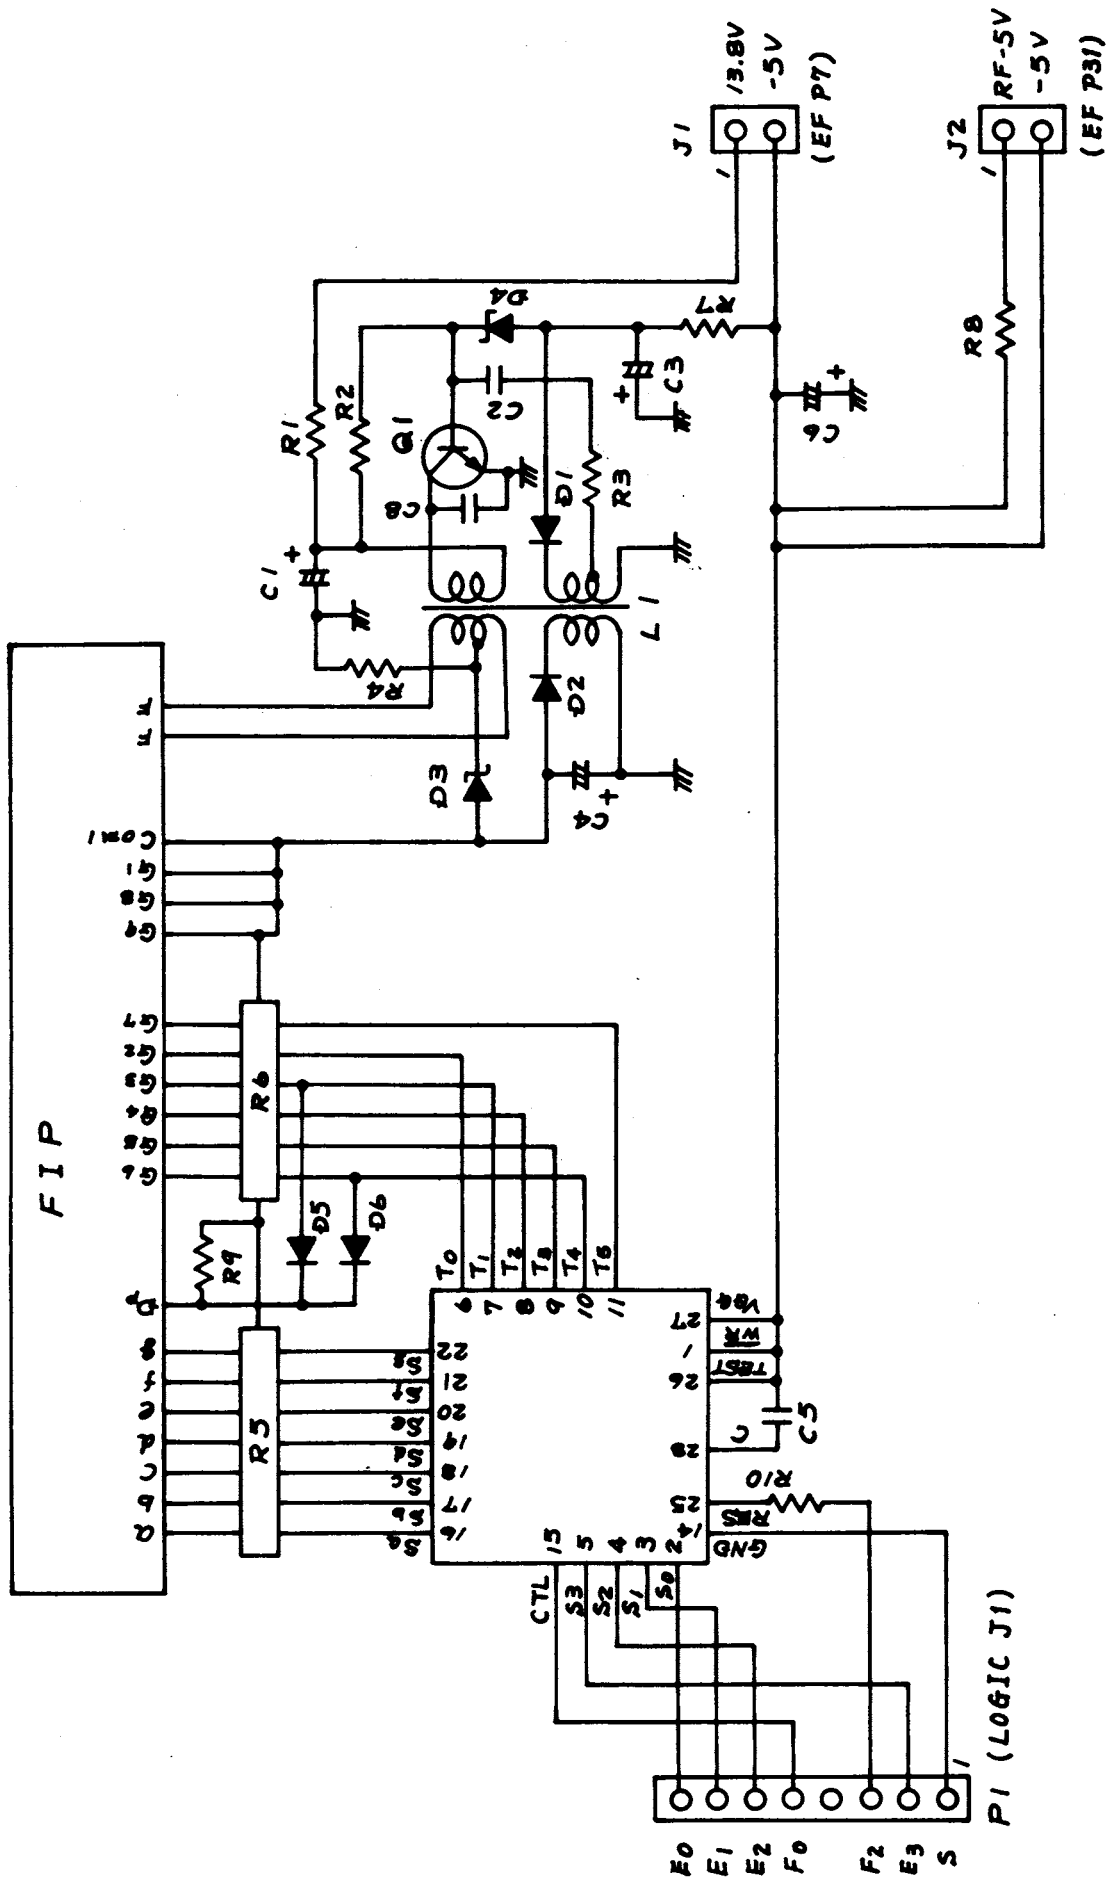 FIP
a
b
c
d
e
f
g
Dp
G6
G5
G4
G3
G2
G7
G9
G8
G1
Com1
F
F
R5
R6
R9
D5
D6
Sa
Sb
Sc
Sd
Se
Sf
Sg
16
17
18
19
20
21
22
T0
T1
T2
T3
T4
T5
6
7
8
9
10
11
CTL
S3
S2
S1
S0
15
5
4
3
2
GND
RES
C
TEST
WR
14
25
28
26
1
27
R10
C5
E0
E1
E2
F0
F2
E3
S
1
P1 (LOGIC J1)
D3
D2
C4
R4
L1
C1
R1
R2
Q1
C8
C2
D4
D1
R3
C3
R7
C6
R8
J1
1
13.8V
-5V
(EF P7)
J2
1
RF-5V
-5V
(EF P31)